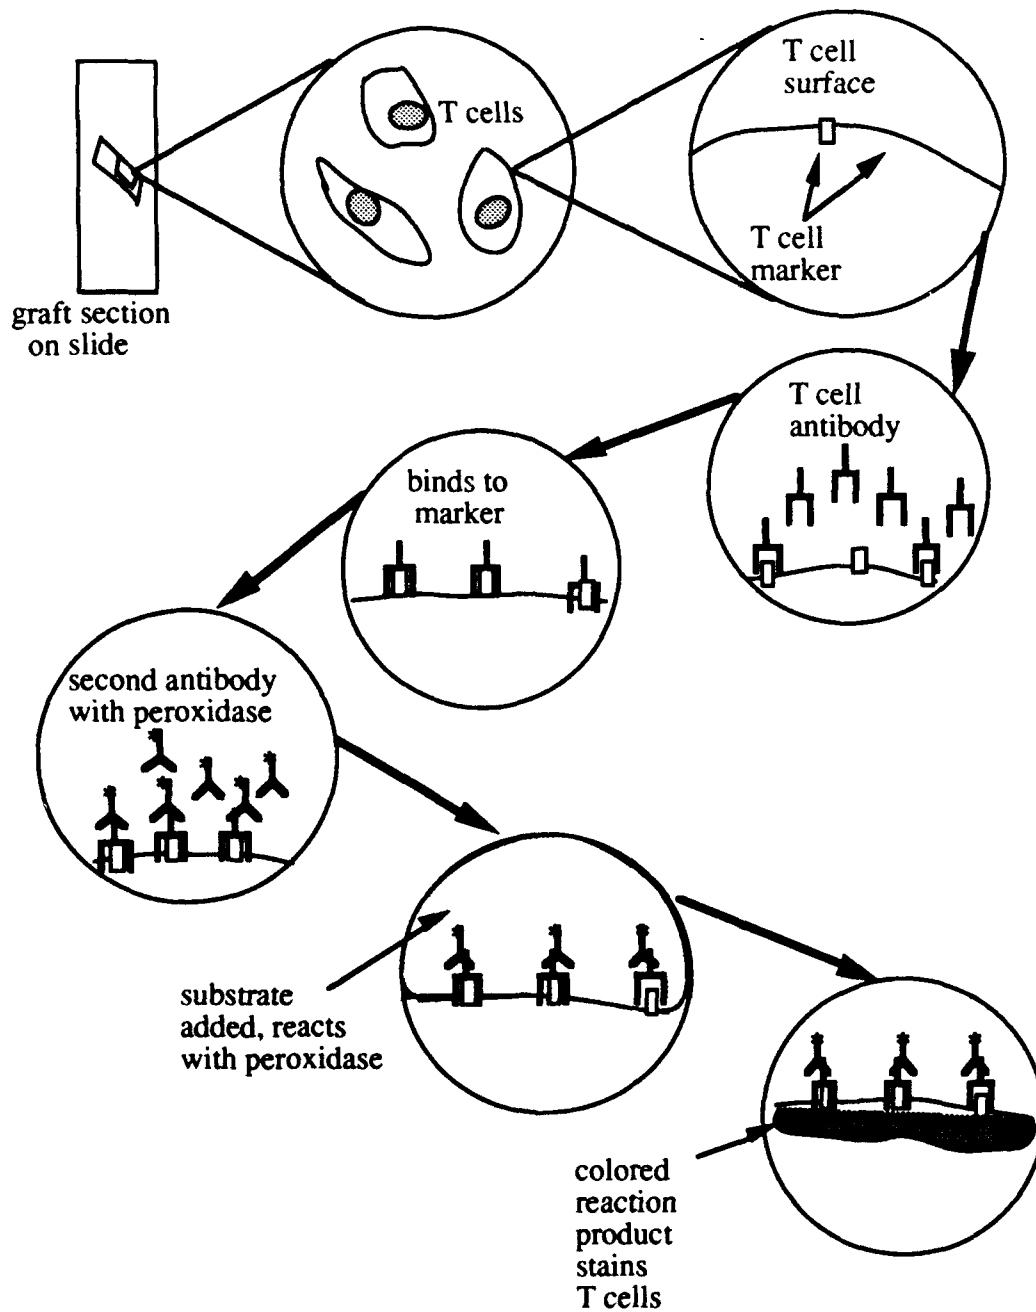 T cell
surface
T cells
T cell
marker
graft section
on slide
T cell
antibody
binds to
marker
second antibody
with peroxidase
substrate
added, reacts
with peroxidase
colored
reaction
product
stains
T cells